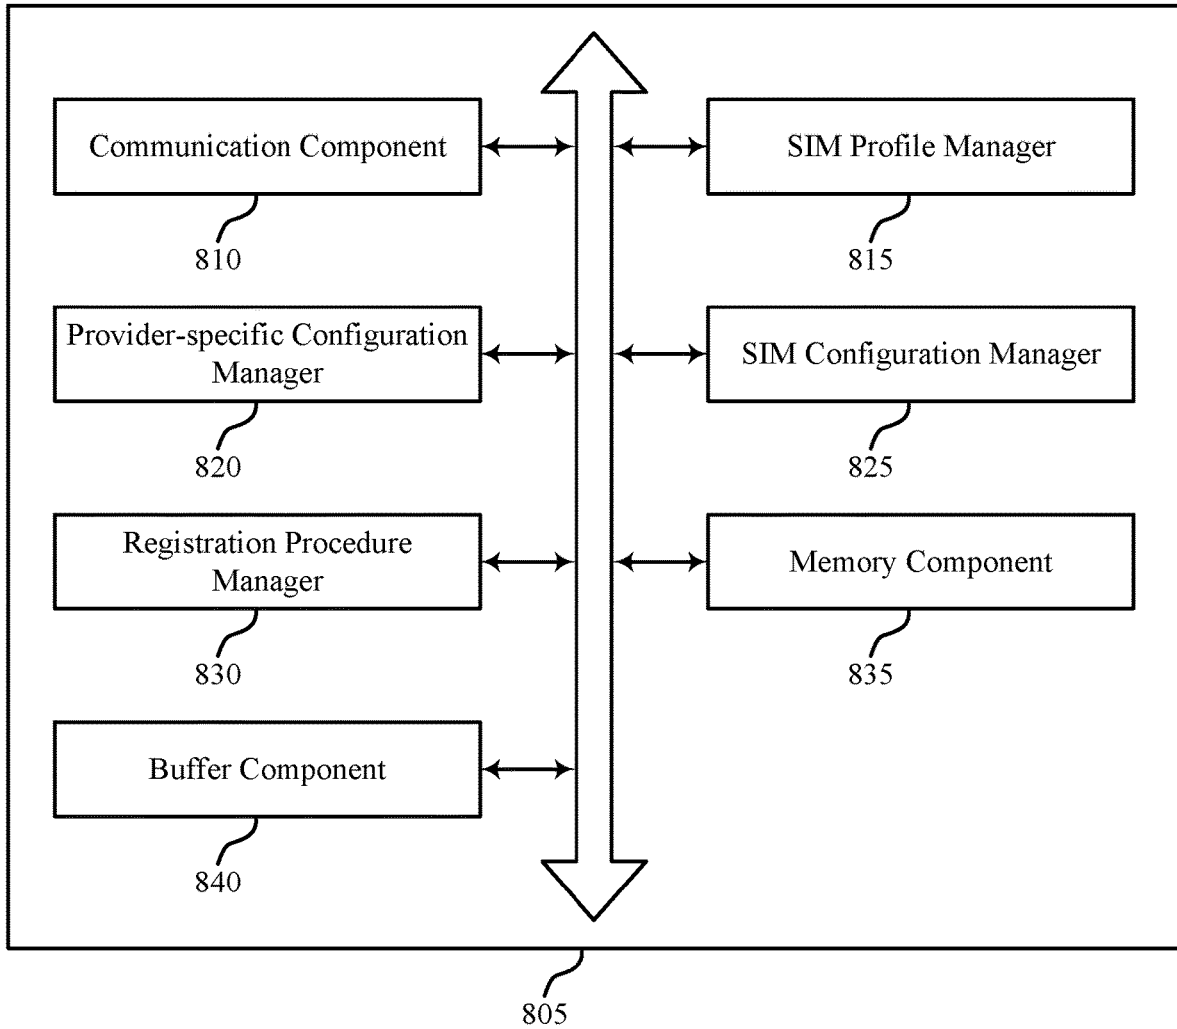 Communication Component
810
SIM Profile Manager
815
Provider-specific Configuration
Manager
820
SIM Configuration Manager
825
Registration Procedure
Manager
830
Memory Component
835
Buffer Component
840
805